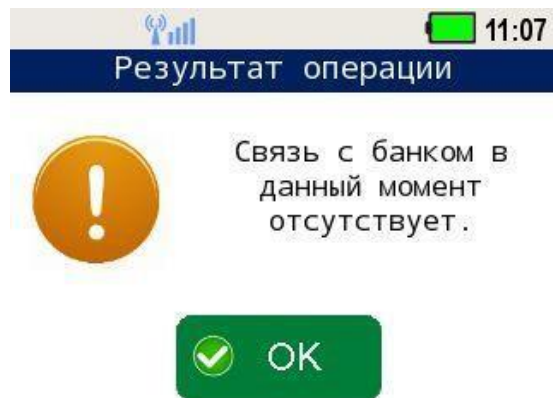 11:07
Результат операции
Связь с банком в
данный момент
отсутствует.
OK